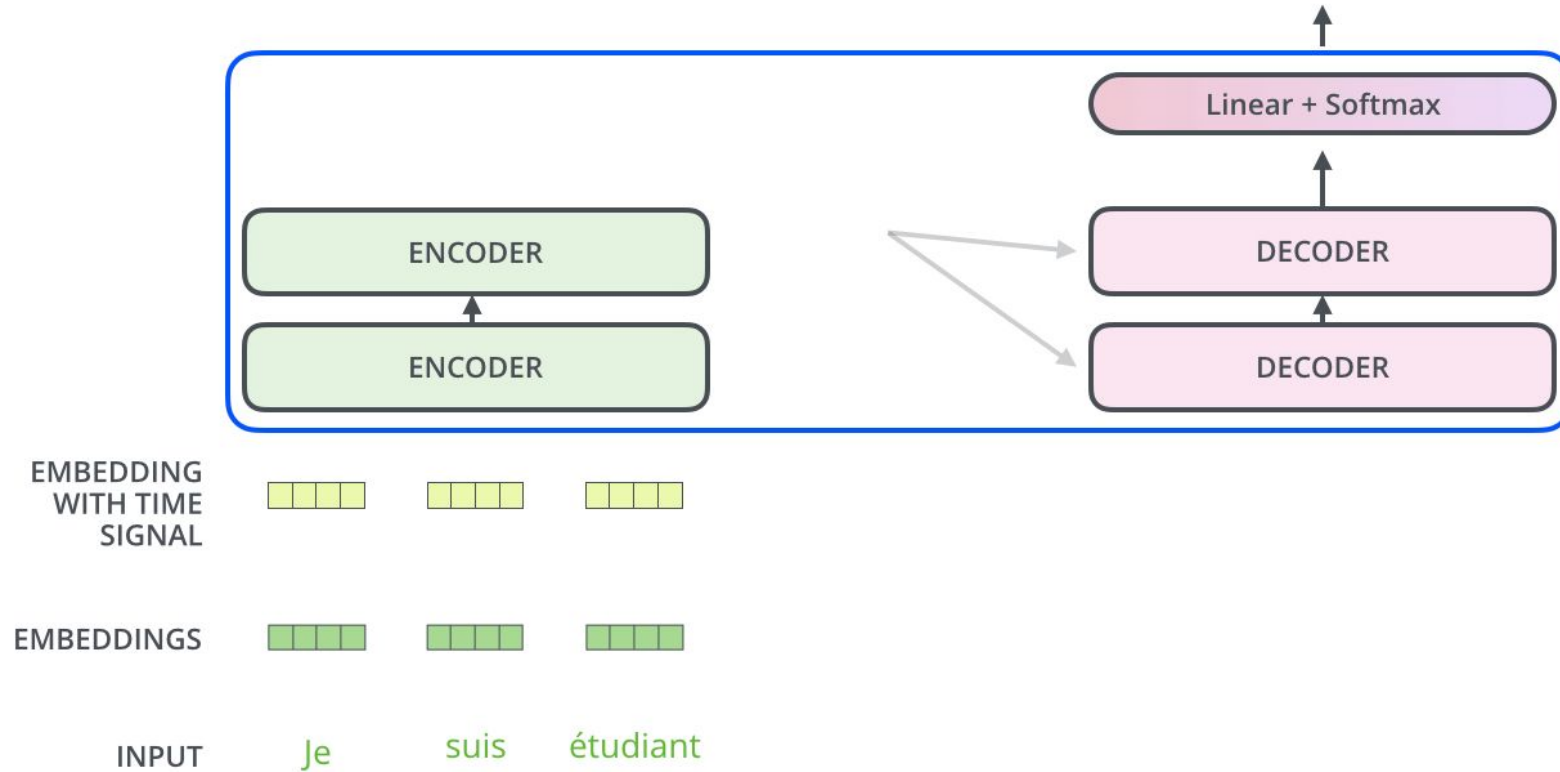 Linear + Softmax
ENCODER
DECODER
ENCODER
DECODER
EMBEDDING
WITH TIME
SIGNAL
EMBEDDINGS
INPUT Je suis étudiant